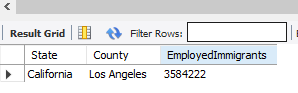 Result Grid Filter Rows:
State County EmployedImmigrants
California Los Angeles 3584222